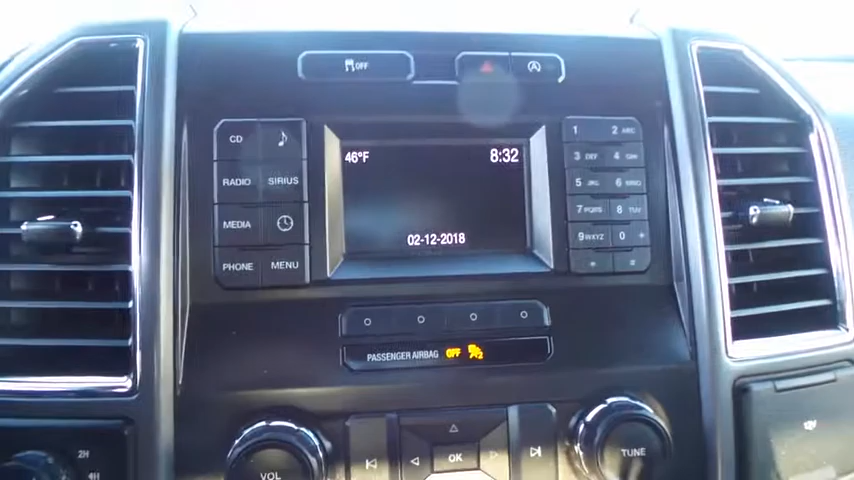 OFF
A
CD
RADIO SIRIUS
MEDIA
PHONE MENU
46°F 8:32
02-12-2018
1 2 ABC
3 DEF 4 GHI
5 JKL 6 MNO
7 PQRS 8 TUV
9 WXYZ 0
* #
PASSENGER AIRBAG OFF 2
VOL
OK
TUNE
2H
4H
12V